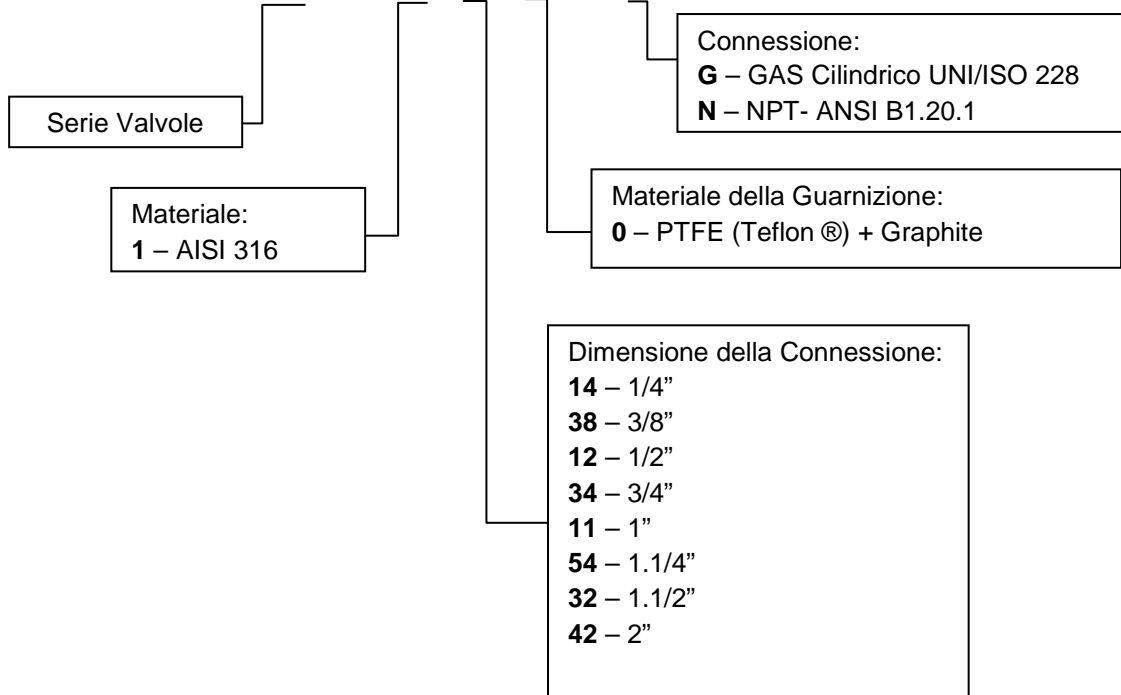 Connessione:
G – GAS Cilindrico UNI/ISO 228
N – NPT- ANSI B1.20.1
Serie Valvole
Materiale della Guarnizione:
0 – PTFE (Teflon ®) + Graphite
Materiale:
1 – AISI 316
Dimensione della Connessione:
14 – 1/4”
38 – 3/8”
12 – 1/2”
34 – 3/4”
11 – 1”
54 – 1.1/4”
32 – 1.1/2”
42 – 2”